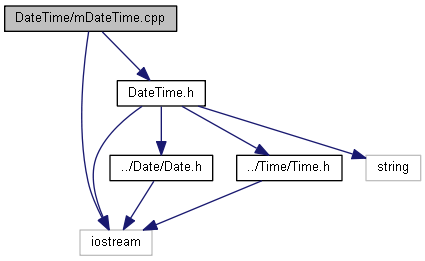 DateTime/mDateTime.cpp
DateTime.h
../Date/Date.h
../Time/Time.h
string
iostream